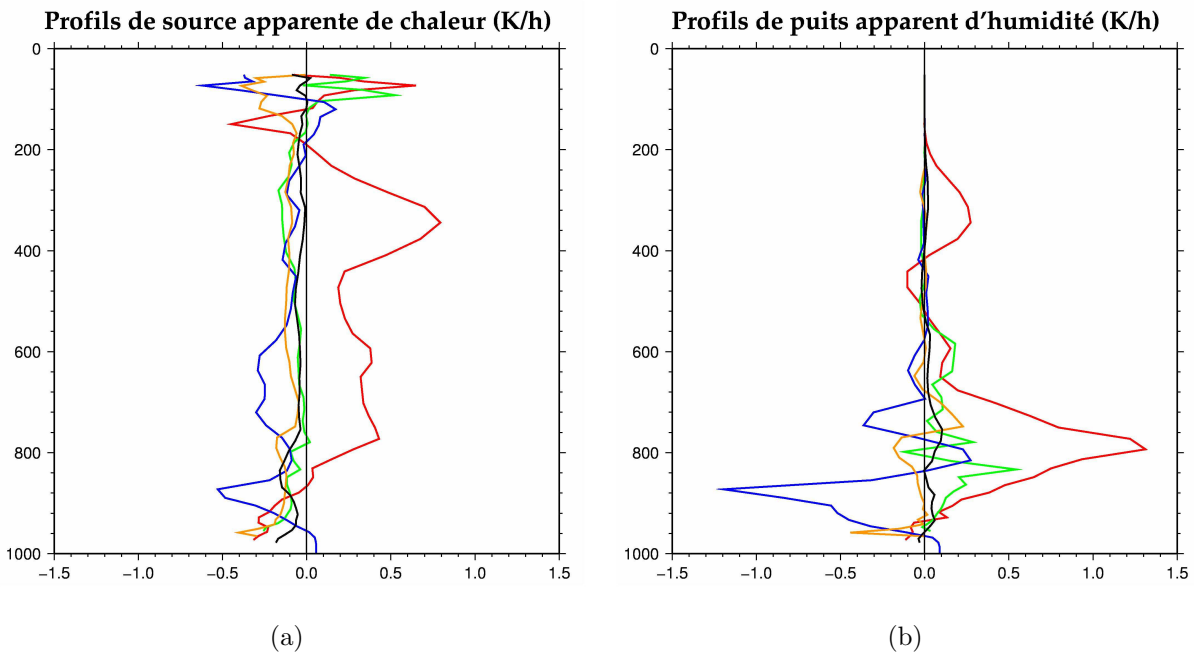 Profils de source apparente de chaleur (K/h)
0
200
400
600
800
1000
−1.5 −1.0 −0.5 0.0 0.5 1.0 1.5
(a)
Profils de puits apparent d’humidité (K/h)
0
200
400
600
800
1000
−1.5 −1.0 −0.5 0.0 0.5 1.0 1.5
(b)